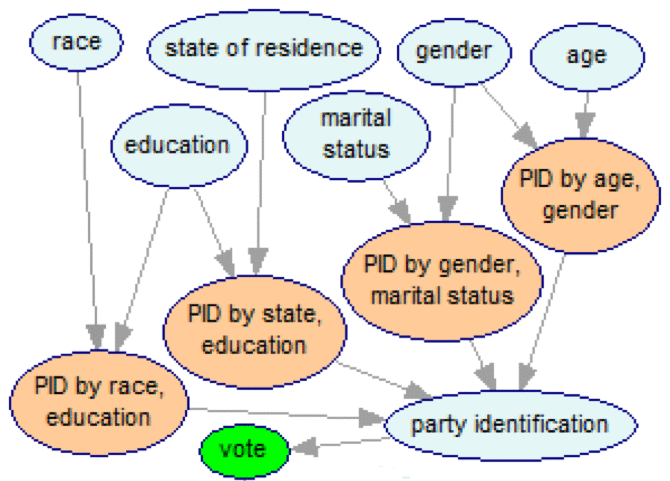 race
state of residence
gender
age
education
marital
status
PID by age,
gender
PID by gender,
marital status
PID by state,
education
PID by race,
education
party identification
vote